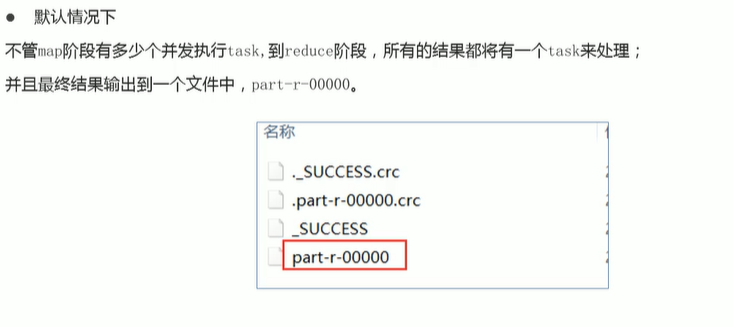 ● 默认情况下
不管map阶段有多少个并发执行task,到reduce阶段，所有的结果都将有一个task来处理；
并且最终结果输出到一个文件中，part-r-00000。
名称
._SUCCESS.crc
.part-r-00000.crc
_SUCCESS
part-r-00000